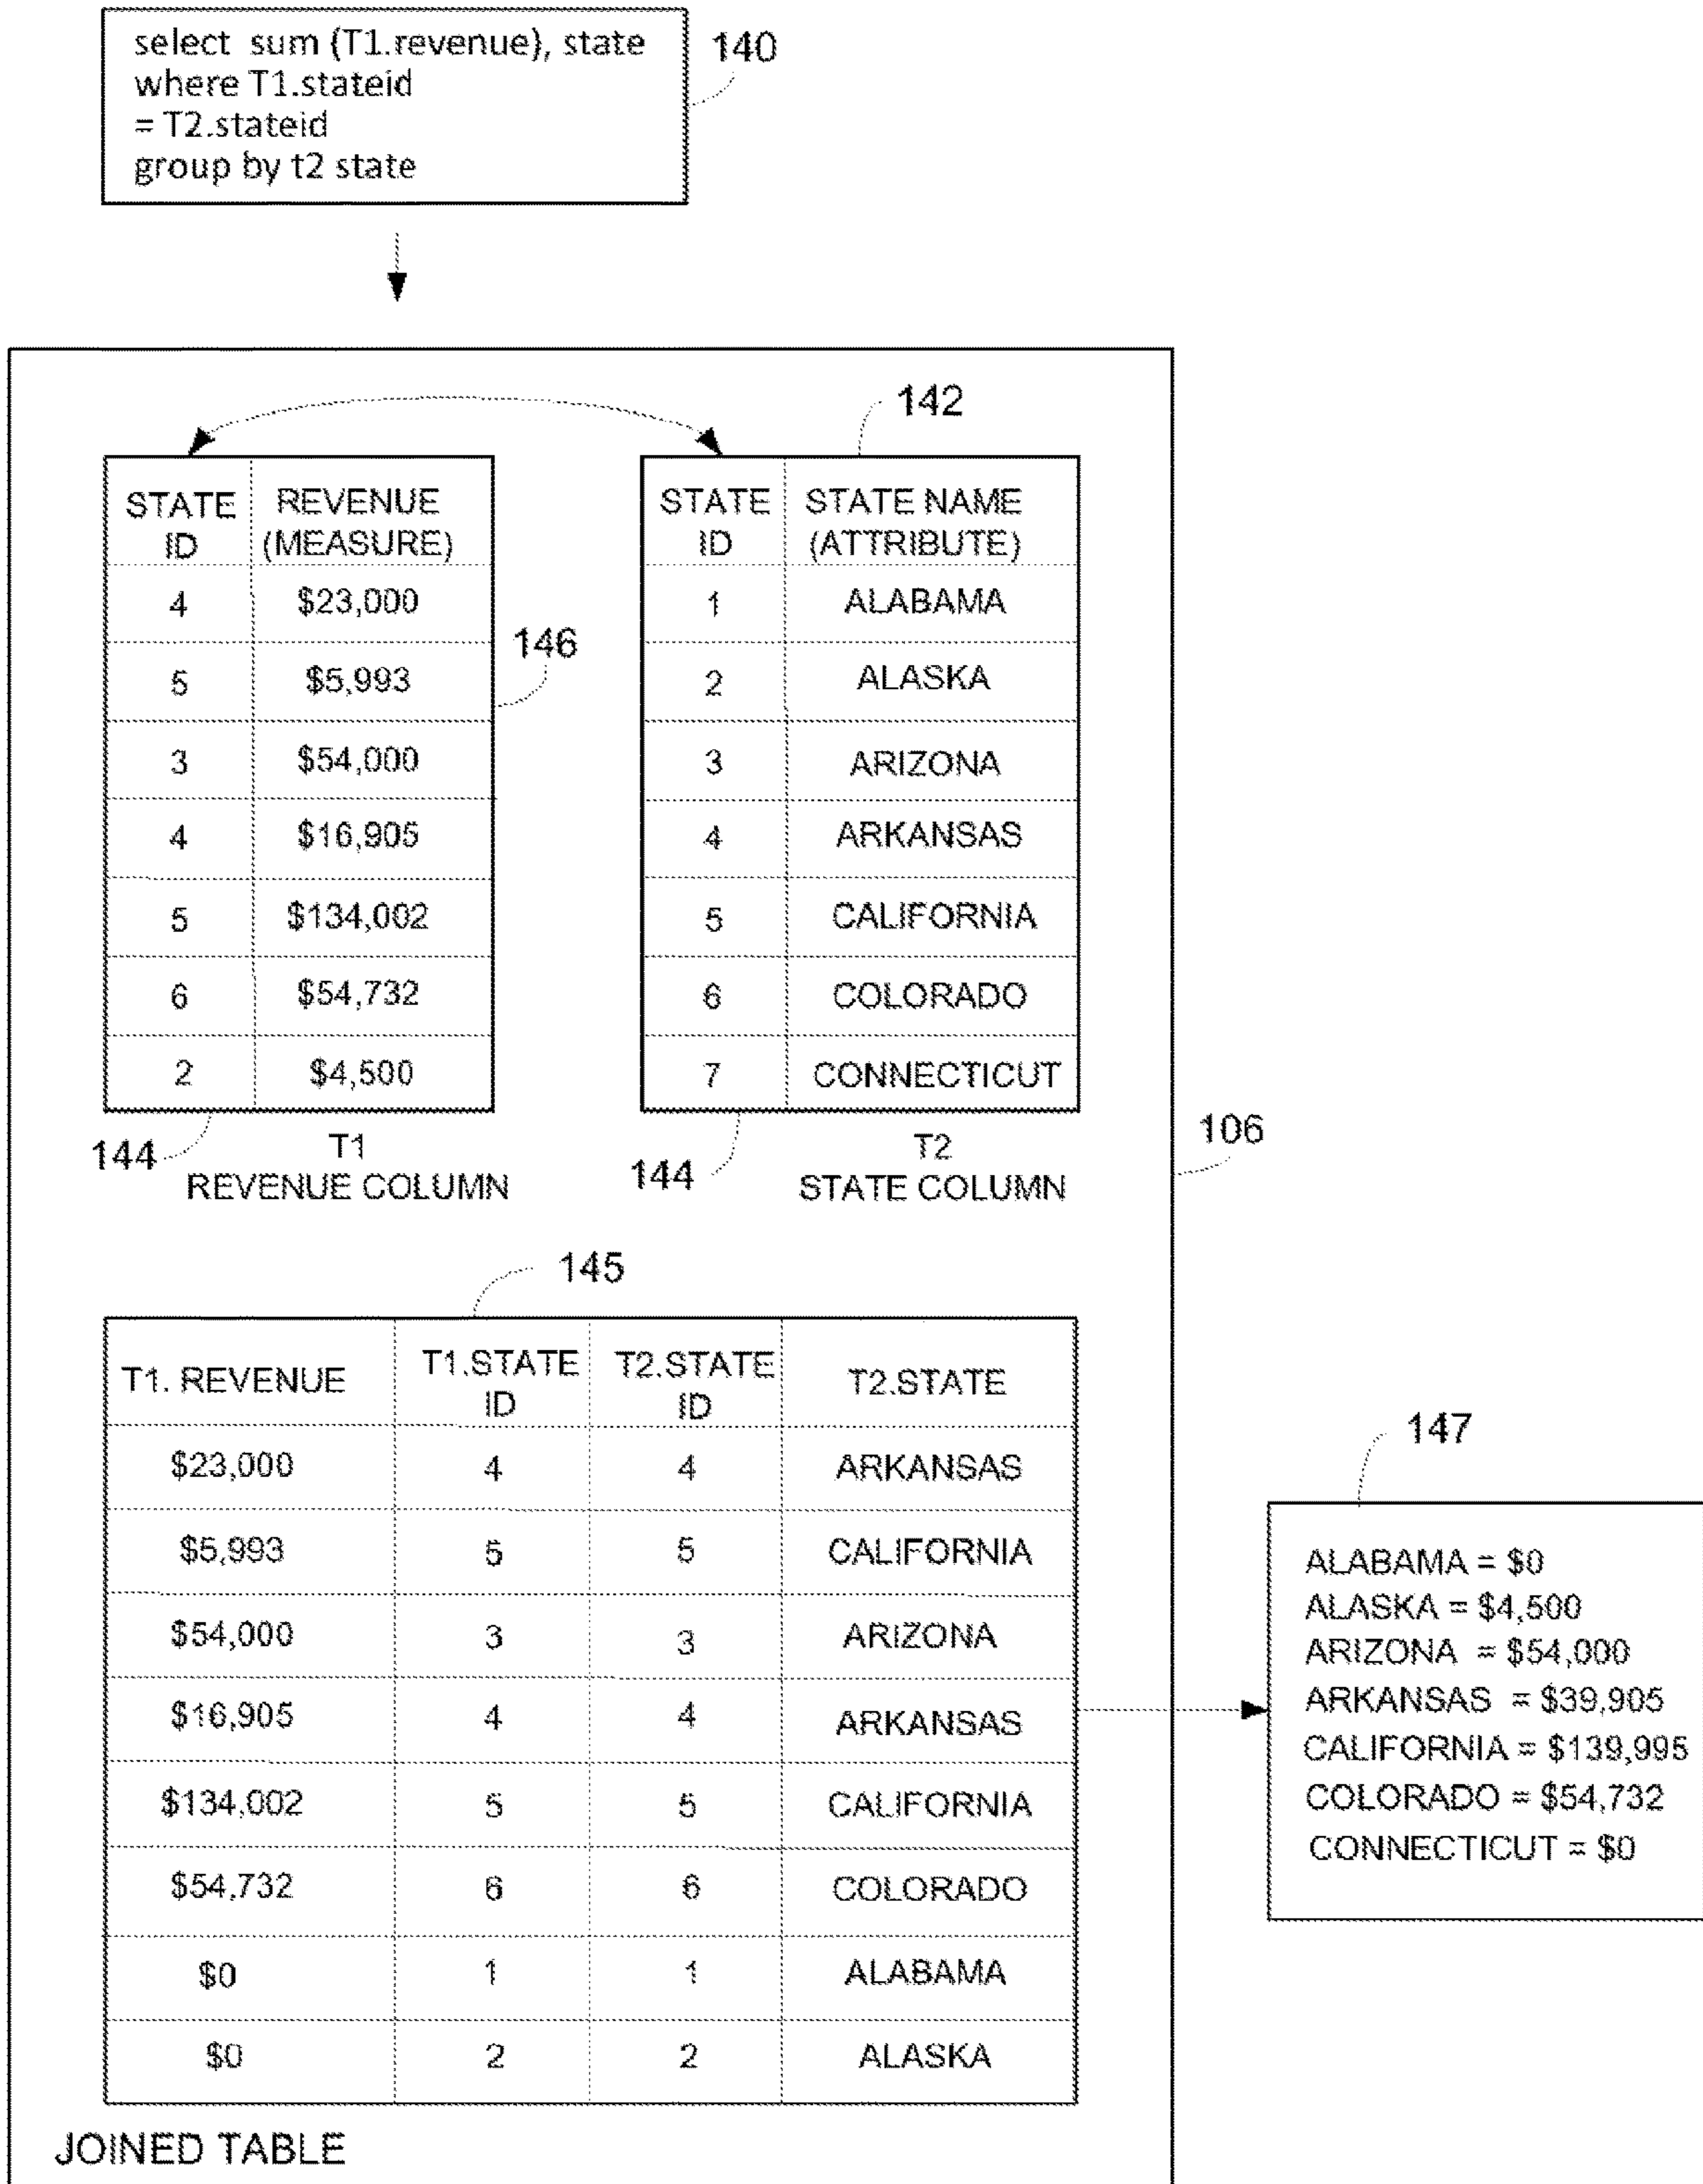 select sum (T1.revenue), state
where T1.stateid
= T2.stateid
group by t2 state
140
142
STATE ID REVENUE (MEASURE)
4 $23,000
5 $5,993
3 $54,000
4 $16,905
5 $134,002
6 $54,732
2 $4,500
146
144
T1
REVENUE COLUMN
STATE ID STATE NAME (ATTRIBUTE)
1 ALABAMA
2 ALASKA
3 ARIZONA
4 ARKANSAS
5 CALIFORNIA
6 COLORADO
7 CONNECTICUT
144
T2
STATE COLUMN
106
145
T1. REVENUE T1.STATE ID T2.STATE ID T2.STATE
$23,000 4 4 ARKANSAS
$5,993 5 5 CALIFORNIA
$54,000 3 3 ARIZONA
$16,905 4 4 ARKANSAS
$134,002 5 5 CALIFORNIA
$54,732 6 6 COLORADO
$0 1 1 ALABAMA
$0 2 2 ALASKA
JOINED TABLE
147
ALABAMA = $0
ALASKA = $4,500
ARIZONA = $54,000
ARKANSAS = $39,905
CALIFORNIA = $139,995
COLORADO = $54,732
CONNECTICUT = $0